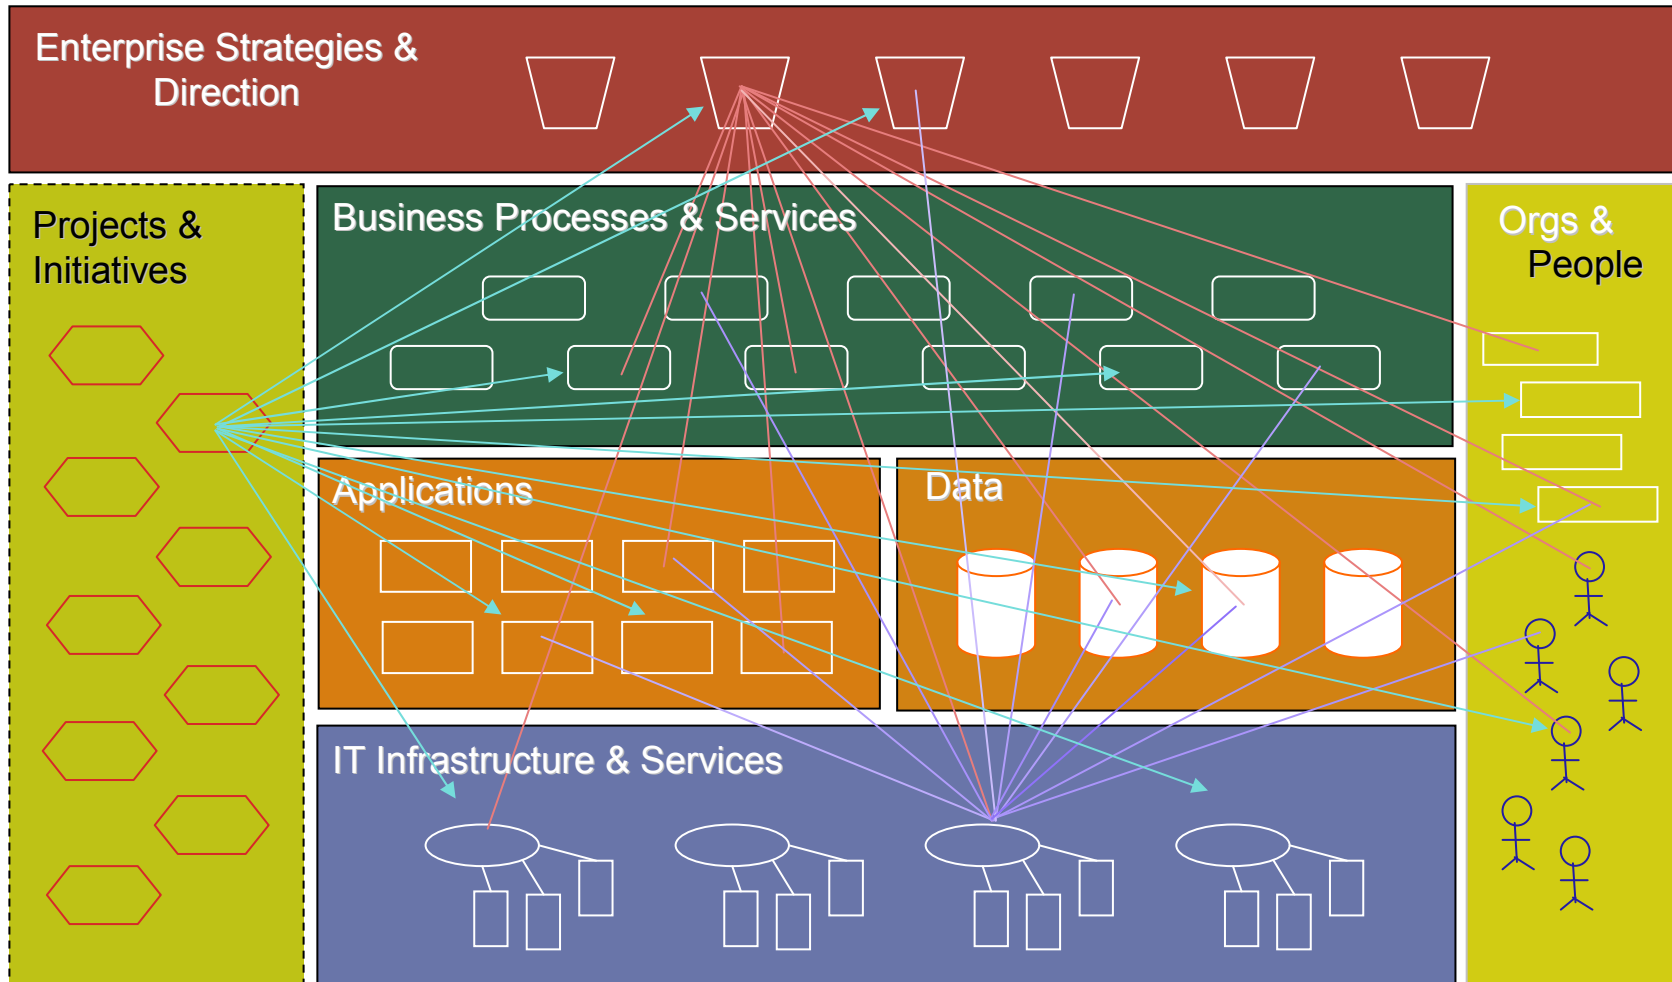 Enterprise Strategies &
Direction
Projects &
Initiatives
Business Processes & Services
Orgs &
People
Applications
Data
IT Infrastructure & Services